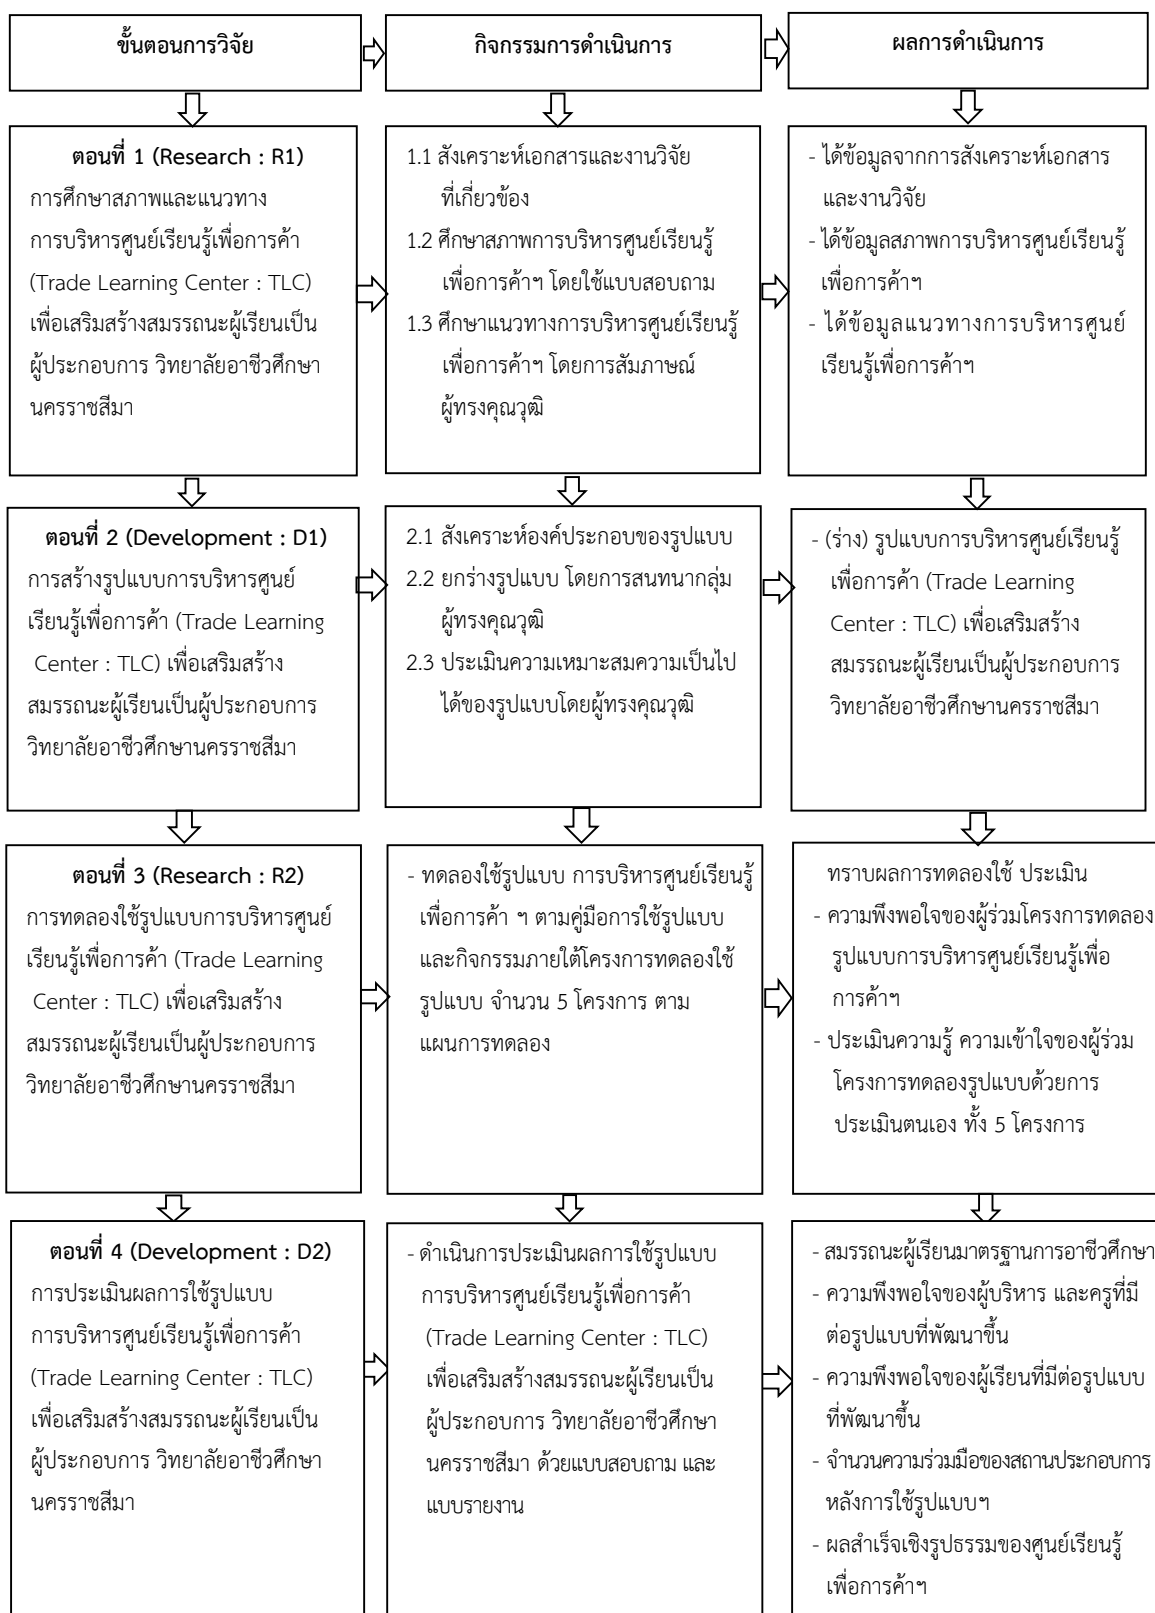 ขั้นตอนการวิจัย
กิจกรรมการดำเนินการ
ผลการดำเนินการ
ตอนที่ 1 (Research : R1)
การศึกษาสภาพและแนวทาง
การบริหารศูนย์เรียนรู้เพื่อการค้า
(Trade Learning Center : TLC)
เพื่อเสริมสร้างสมรรถนะผู้เรียนเป็น
ผู้ประกอบการ วิทยาลัยอาชีวศึกษา
นครราชสีมา
1.1 สังเคราะห์เอกสารและงานวิจัย
ที่เกี่ยวข้อง
1.2 ศึกษาสภาพการบริหารศูนย์เรียนรู้
เพื่อการค้าฯ โดยใช้แบบสอบถาม
1.3 ศึกษาแนวทางการบริหารศูนย์เรียนรู้
เพื่อการค้าฯ โดยการสัมภาษณ์
ผู้ทรงคุณวุฒิ
- ได้ข้อมูลจากการสังเคราะห์เอกสาร
และงานวิจัย
- ได้ข้อมูลสภาพการบริหารศูนย์เรียนรู้
เพื่อการค้าฯ
- ได้ข้อมูลแนวทางการบริหารศูนย์
เรียนรู้เพื่อการค้าฯ
ตอนที่ 2 (Development : D1)
การสร้างรูปแบบการบริหารศูนย์
เรียนรู้เพื่อการค้า (Trade Learning
Center : TLC) เพื่อเสริมสร้าง
สมรรถนะผู้เรียนเป็นผู้ประกอบการ
วิทยาลัยอาชีวศึกษานครราชสีมา
2.1 สังเคราะห์องค์ประกอบของรูปแบบ
2.2 ยกร่างรูปแบบ โดยการสนทนากลุ่ม
ผู้ทรงคุณวุฒิ
2.3 ประเมินความเหมาะสมความเป็นไป
ได้ของรูปแบบโดยผู้ทรงคุณวุฒิ
- (ร่าง) รูปแบบการบริหารศูนย์เรียนรู้
เพื่อการค้า (Trade Learning
Center : TLC) เพื่อเสริมสร้าง
สมรรถนะผู้เรียนเป็นผู้ประกอบการ
วิทยาลัยอาชีวศึกษานครราชสีมา
ตอนที่ 3 (Research : R2)
การทดลองใช้รูปแบบการบริหารศูนย์
เรียนรู้เพื่อการค้า (Trade Learning
Center : TLC) เพื่อเสริมสร้าง
สมรรถนะผู้เรียนเป็นผู้ประกอบการ
วิทยาลัยอาชีวศึกษานครราชสีมา
- ทดลองใช้รูปแบบ การบริหารศูนย์เรียนรู้
เพื่อการค้า ฯ ตามคู่มือการใช้รูปแบบ
และกิจกรรมภายใต้โครงการทดลองใช้
รูปแบบ จำนวน 5 โครงการ ตาม
แผนการทดลอง
ทราบผลการทดลองใช้ ประเมิน
- ความพึงพอใจของผู้ร่วมโครงการทดลอง
รูปแบบการบริหารศูนย์เรียนรู้เพื่อ
การค้าฯ
- ประเมินความรู้ ความเข้าใจของผู้ร่วม
โครงการทดลองรูปแบบด้วยการ
ประเมินตนเอง ทั้ง 5 โครงการ
ตอนที่ 4 (Development : D2)
การประเมินผลการใช้รูปแบบ
การบริหารศูนย์เรียนรู้เพื่อการค้า
(Trade Learning Center : TLC)
เพื่อเสริมสร้างสมรรถนะผู้เรียนเป็น
ผู้ประกอบการ วิทยาลัยอาชีวศึกษา
นครราชสีมา
- ดำเนินการประเมินผลการใช้รูปแบบ
การบริหารศูนย์เรียนรู้เพื่อการค้า
(Trade Learning Center : TLC)
เพื่อเสริมสร้างสมรรถนะผู้เรียนเป็น
ผู้ประกอบการ วิทยาลัยอาชีวศึกษา
นครราชสีมา ด้วยแบบสอบถาม และ
แบบรายงาน
- สมรรถนะผู้เรียนมาตรฐานการอาชีวศึกษา
- ความพึงพอใจของผู้บริหาร และครูที่มี
ต่อรูปแบบที่พัฒนาขึ้น
- ความพึงพอใจของผู้เรียนที่มีต่อรูปแบบ
ที่พัฒนาขึ้น
- จำนวนความร่วมมือของสถานประกอบการ
หลังการใช้รูปแบบฯ
- ผลสำเร็จเชิงรูปธรรมของศูนย์เรียนรู้
เพื่อการค้าฯ